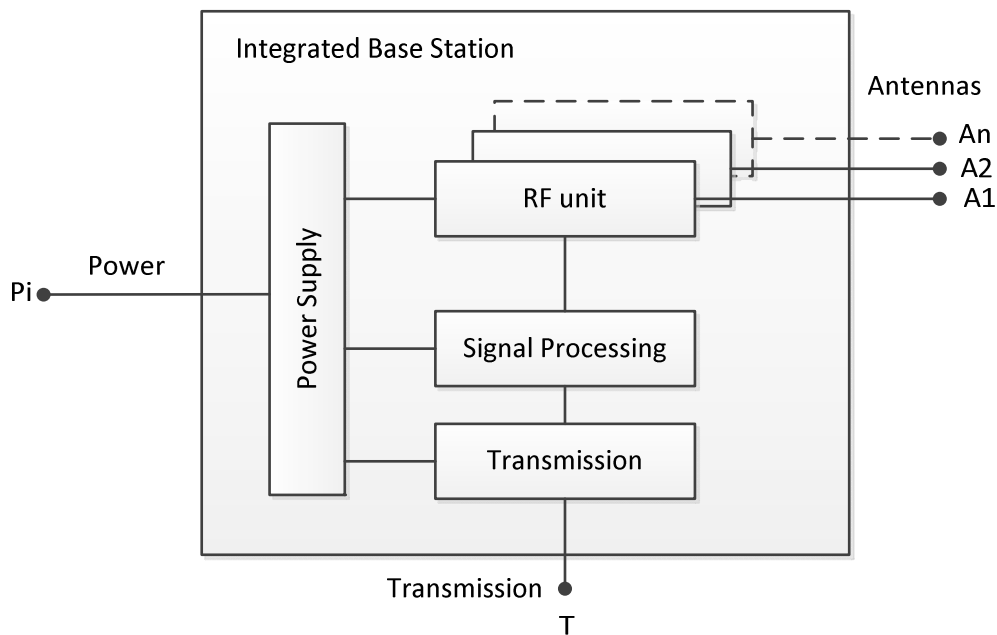 Integrated Base Station
Antennas
An
A2
A1
RF unit
Power
Pi
Power Supply
Signal Processing
Transmission
Transmission
T